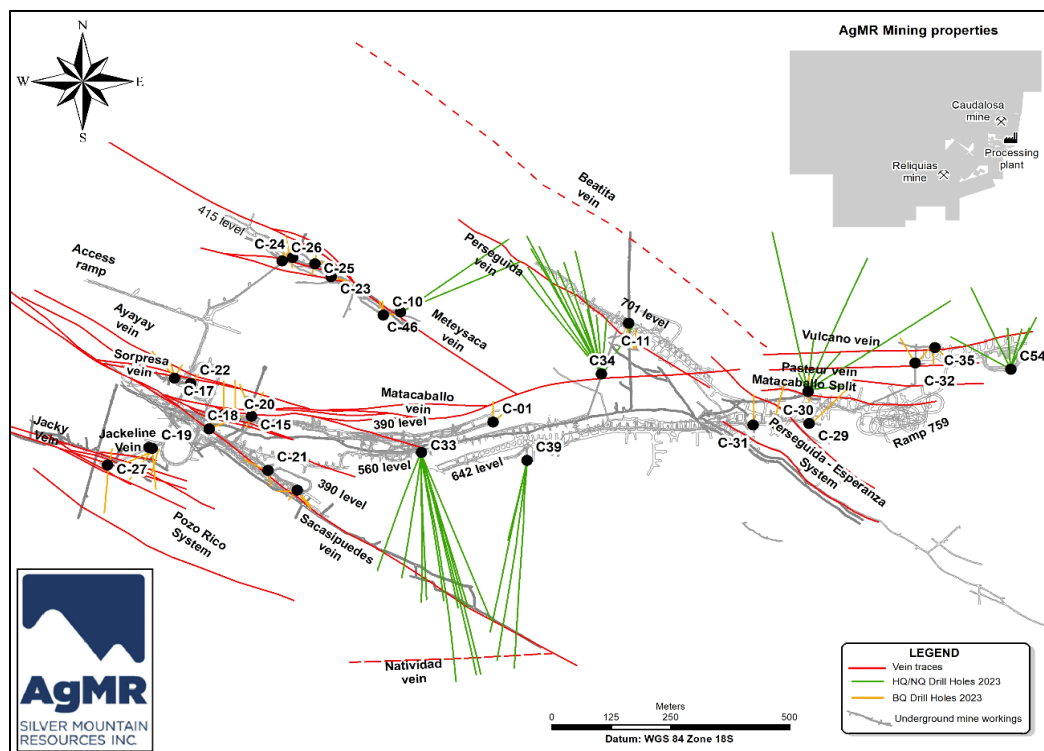 N
W
E
S
AgMR Mining properties
Caudalosa
mine
Processing
plant
Reliquias
mine
Beatita
vein
415 level
C-24
C-26
C-25
C-23
C-10
C-46
Access
ramp
Perseguida
vein
701 level
C-11
C34
Meteysaca
vein
Vulcano vein
C-35
C54
Pasteur vein
C-32
Matacaballo Split
C-30
C-29
Ramp 759
C-31
Perseguida - Esperanza
System
Ayayay
vein
Sorpresa
vein
C-22
C-17
C-20
C-18
C-15
Matacaballo
vein
390 level
C-01
Jacky
vein
Jackeline
Vein
C-19
C-27
C-21
560 level
C33
642 level
C39
390 level
Pozo Rico
System
Sacasipuedes
vein
Natividad
vein
AgMR
SILVER MOUNTAIN
RESOURCES INC.
Meters
0 125 250 500
Datum: WGS 84 Zone 18S
LEGEND
Vein traces
HQ/NQ Drill Holes 2023
BQ Drill Holes 2023
Underground mine workings